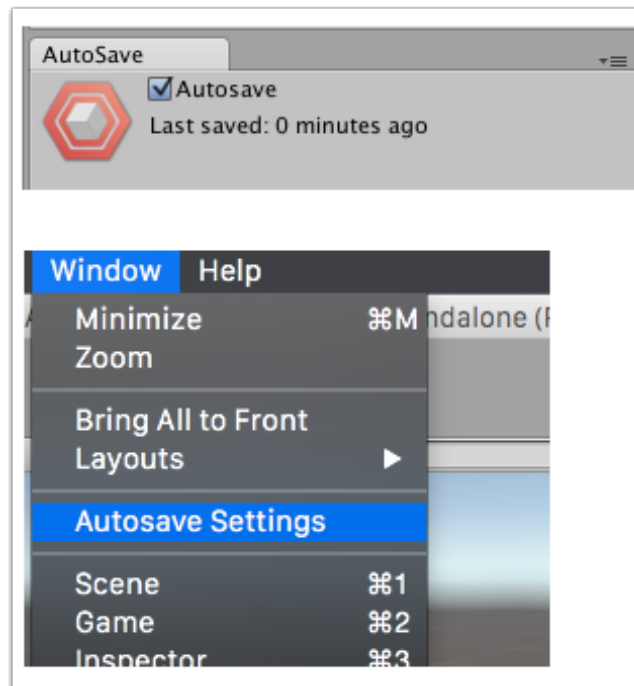 AutoSave
Autosave
Last saved: 0 minutes ago
Window Help
Minimize ⌘M
ndalone (
Zoom
Bring All to Front
Layouts ▶
Autosave Settings
Scene ⌘1
Game ⌘2
Inspector ⌘3